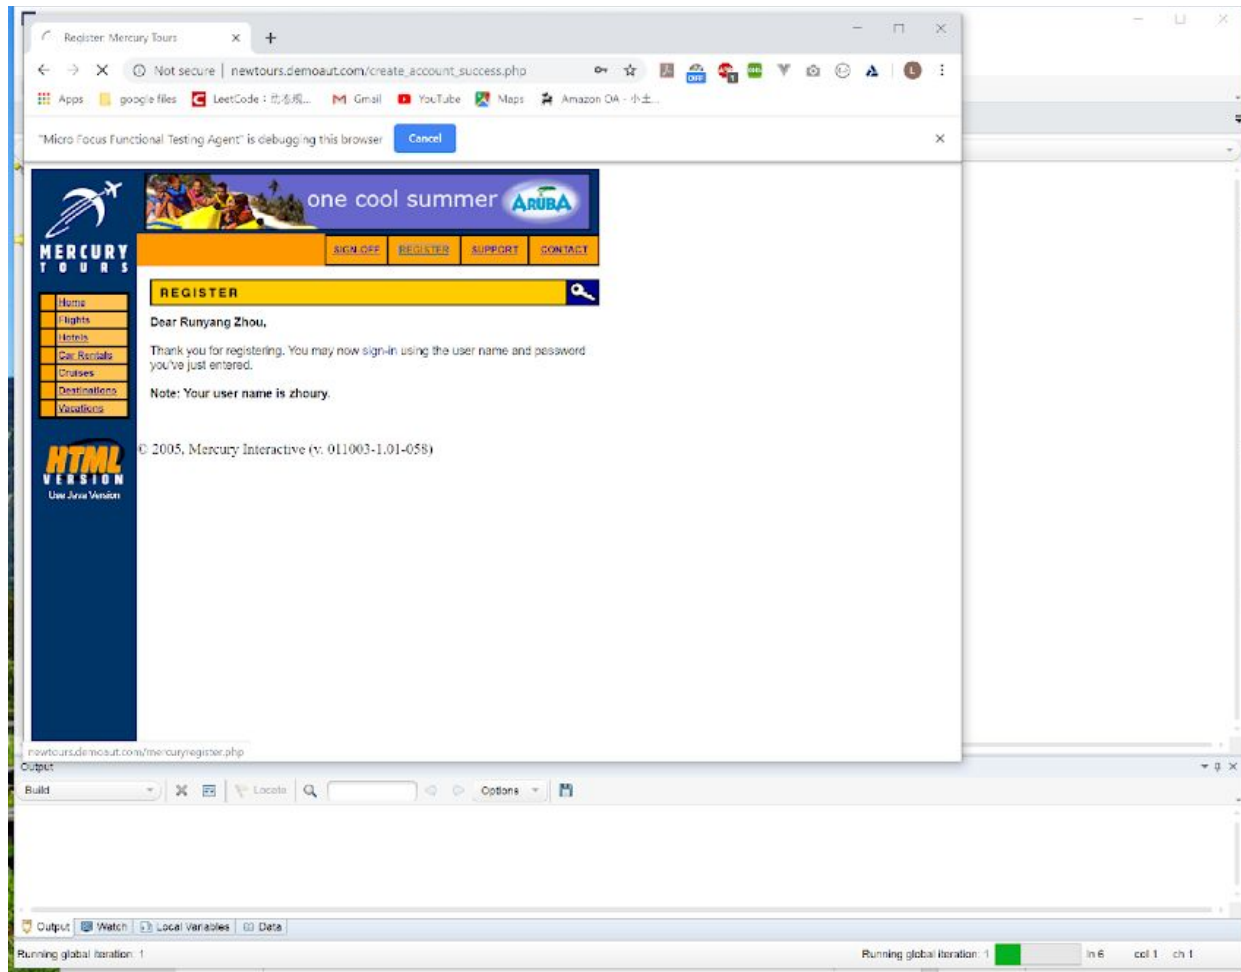 Register: Mercury Tours
Not secure | newtours.demoaut.com/create_account_success.php
OFF
1
L
Apps google files LeetCode Gmail YouTube Maps Amazon OA - 小土...
"Micro Focus Functional Testing Agent" is debugging this browser Cancel
one cool summer ARUBA
MERCURY
TOURS
SIGN-OFF REGISTER SUPPORT CONTACT
REGISTER
Home
Flights
Hotels
Car Rentals
Cruises
Destinations
Vacations
Dear Runyang Zhou,
Thank you for registering. You may now sign-in using the user name and password
you've just entered.
Note: Your user name is zhoury.
© 2005, Mercury Interactive (v. 011003-1.01-058)
HTML
VERSION
Use Java Version
newtours.demoaut.com/mercuryregister.php
Output
Build Locate Options
Output Watch Local Variables Data
Running global iteration: 1 Running global iteration: 1 ln 6 col 1 ch 1